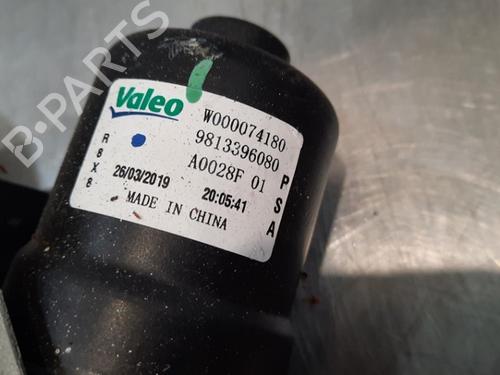 B-PARTS
Valeo
W000074180
9813396080
A0028F 01
R8X8
26/03/2019 20:05:41
MADE IN CHINA
PSA